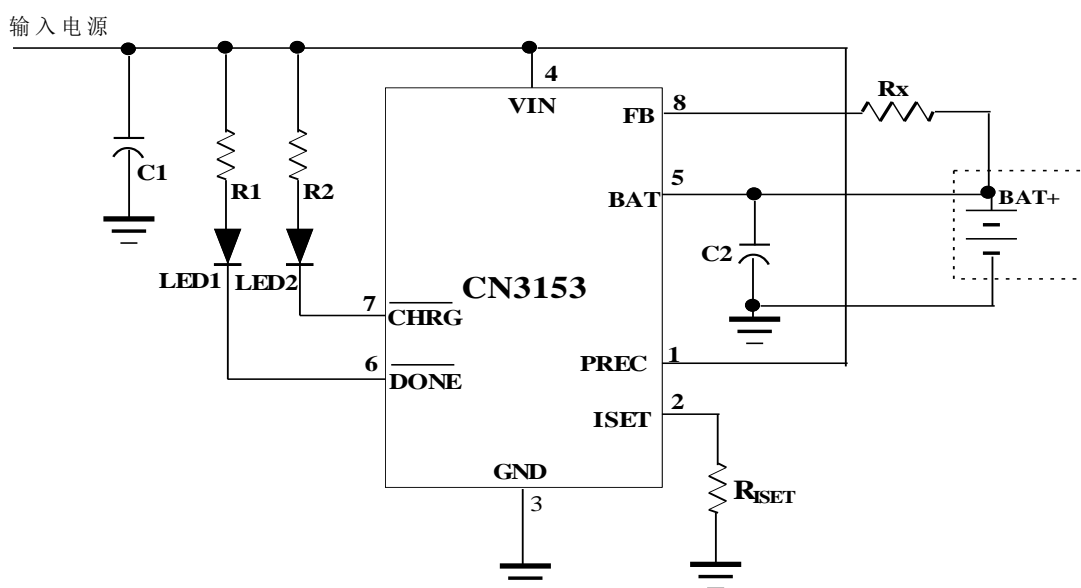 输入电源
4
VIN
8
FB
Rx
C1
R1
R2
5
BAT
BAT+
C2
LED1
LED2
CN3153
7
CHRG
6
DONE
1
PREC
2
ISET
GND
3
RISET